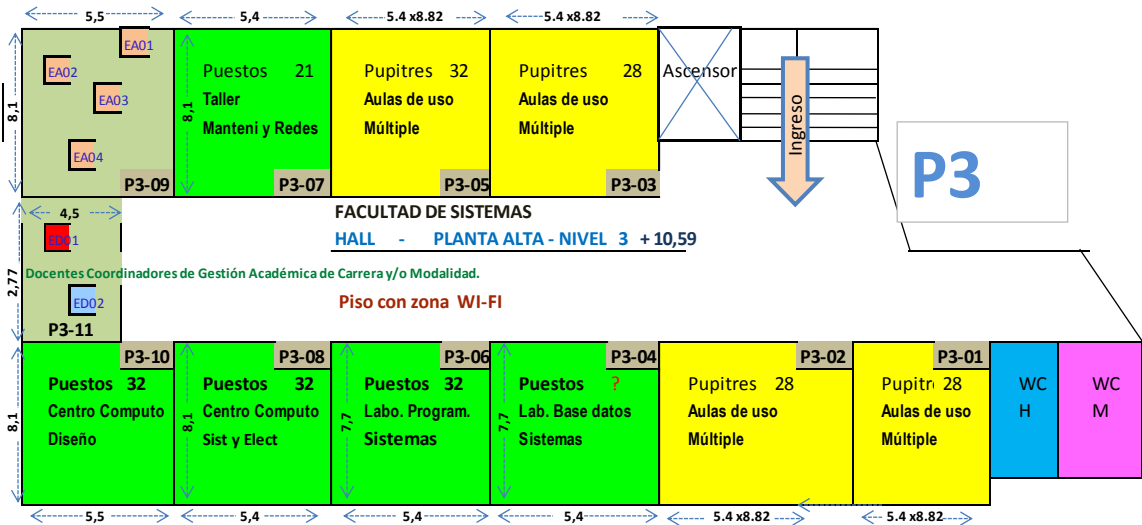 5,5
5,4
5.4 x8.82
5.4 x8.82
8,1
EA01
EA02
EA03
EA04
P3-09
8,1
Puestos 21
Taller
Manteni y Redes
P3-07
Pupitres 32
Aulas de uso
Múltiple
P3-05
Pupitres 28
Aulas de uso
Múltiple
P3-03
Ascensor
Ingreso
P3
4,5
2,77
ED01
FACULTAD DE SISTEMAS
HALL - PLANTA ALTA - NIVEL 3 + 10,59
Docentes Coordinadores de Gestión Académica de Carrera y/o Modalidad.
ED02
Piso con zona WI-FI
P3-11
8,1
P3-10
Puestos 32
Centro Computo
Diseño
8,1
P3-08
Puestos 32
Centro Computo
Sist y Elect
7,7
P3-06
Puestos 32
Labo. Program.
Sistemas
7,7
P3-04
Puestos ?
Lab. Base datos
Sistemas
P3-02
Pupitres 28
Aulas de uso
Múltiple
P3-01
Pupitr 28
Aulas de uso
Múltiple
WC
H
WC
M
5,5
5,4
5,4
5,4
5.4 x8.82
5.4 x8.82